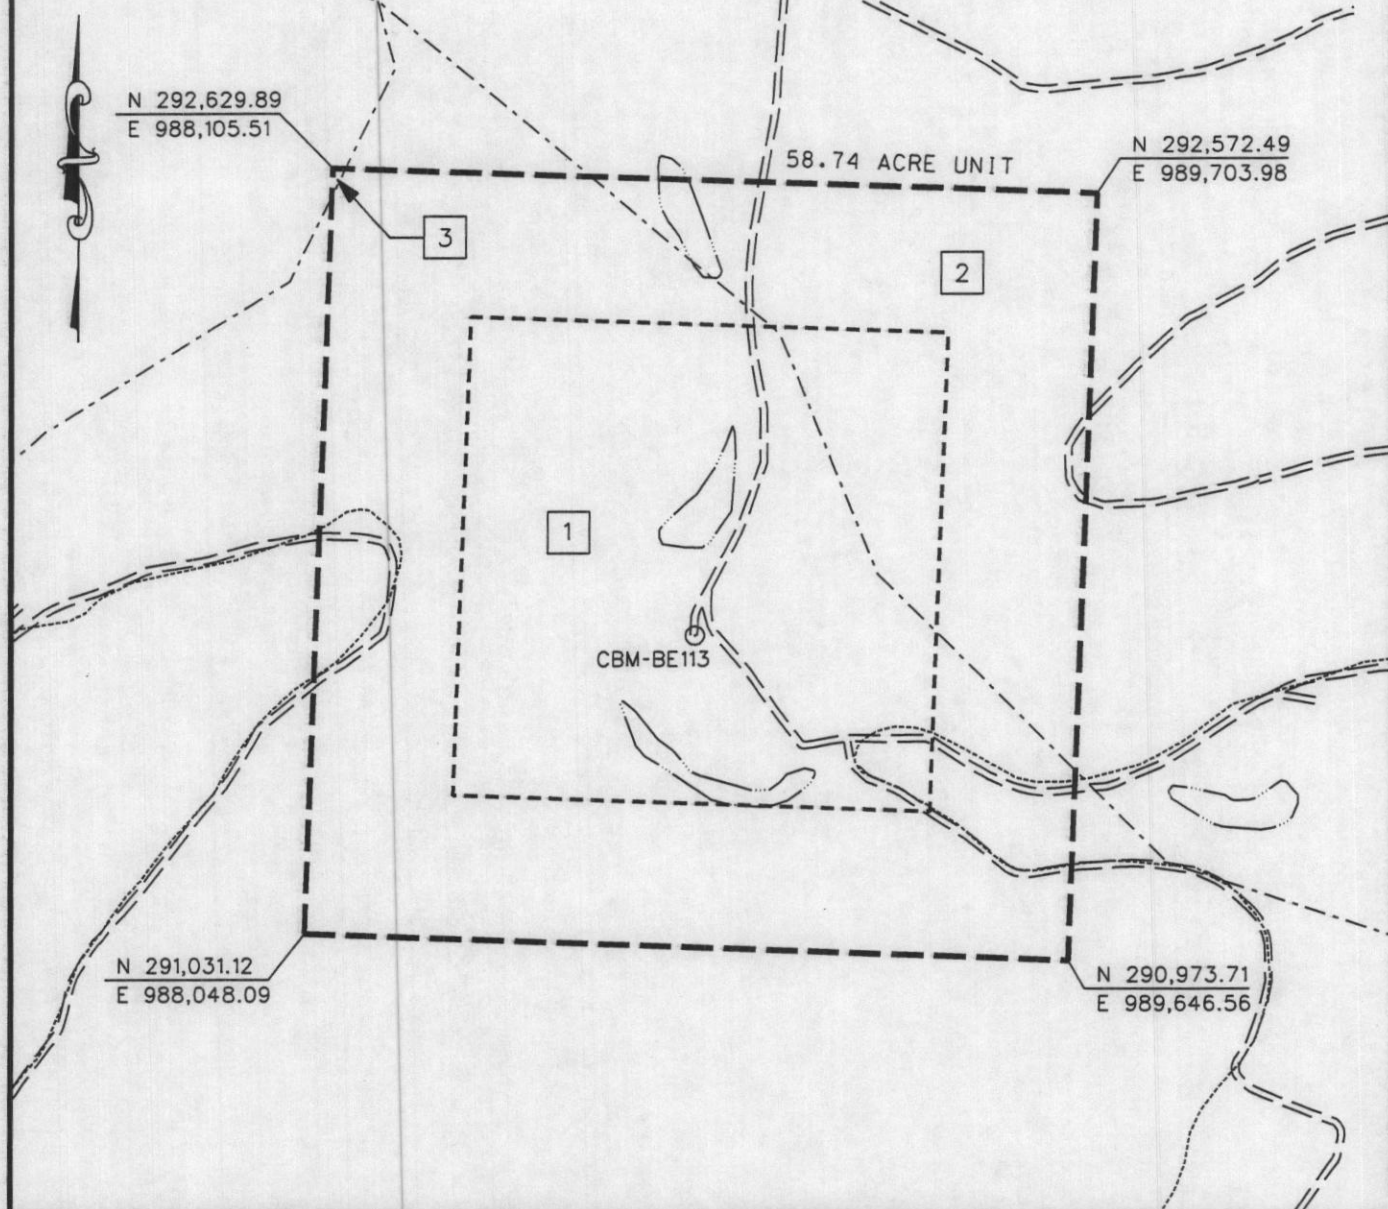 N 292,629.89
E 988,105.51
58.74 ACRE UNIT
N 292,572.49
E 989,703.98
3
2
1
CBM-BE113
N 291,031.12
E 988,048.09
N 290,973.71
E 989,646.56